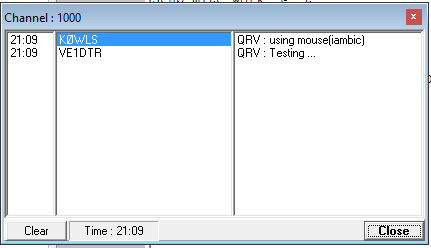 Channel : 1000
21:09 KØWLS QRV : using mouse(iambic)
21:09 VE1DTR QRV : Testing ...
Clear Time : 21:09 Close